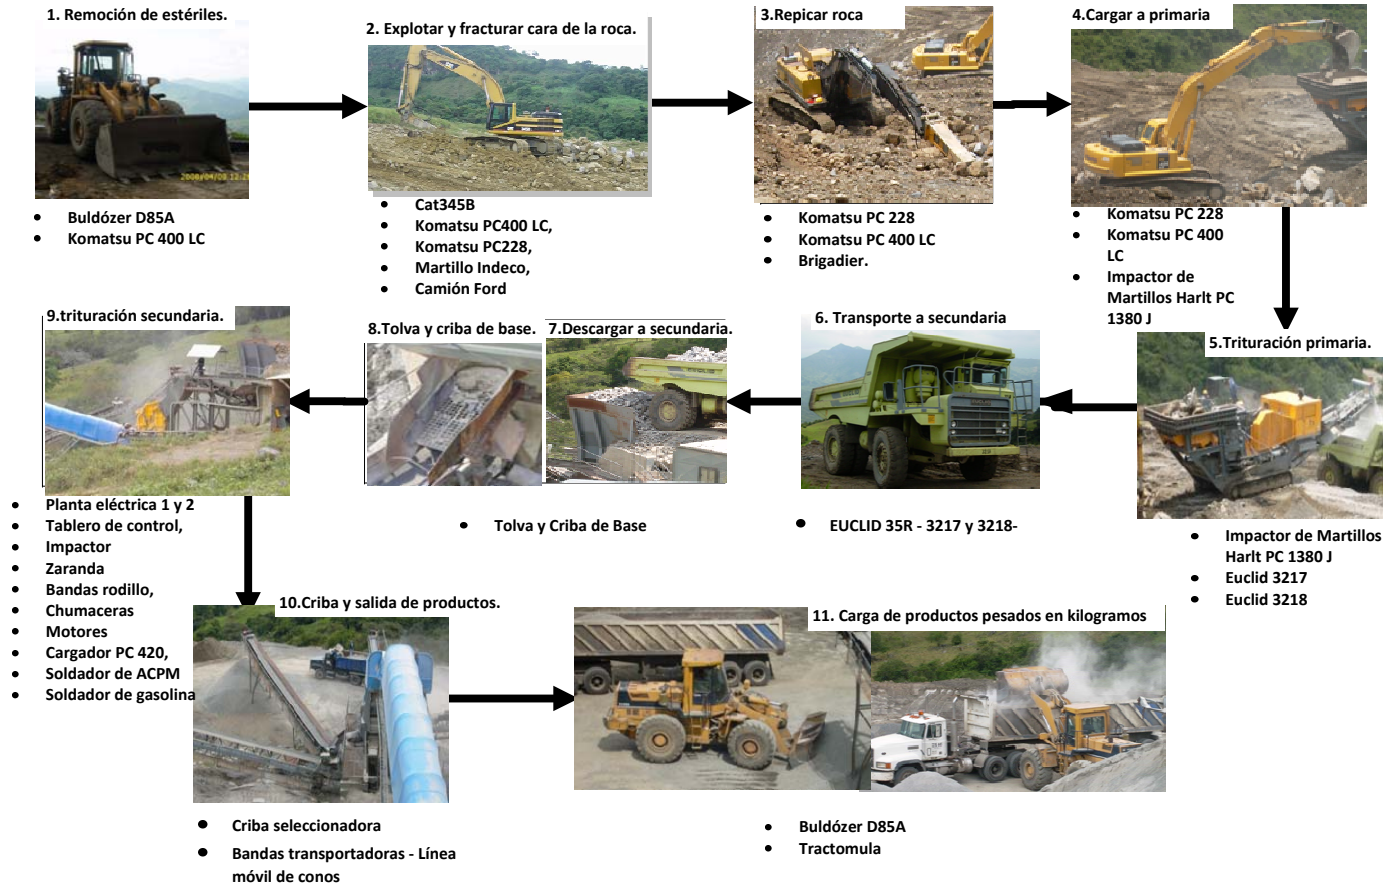 1. Remoción de estériles.
2. Explotar y fracturar cara de la roca.
3.Repicar roca
4.Cargar a primaria
Buldózer D85A
Komatsu PC 400 LC
Cat345B
Komatsu PC400 LC,
Komatsu PC228,
Martillo Indeco,
Camión Ford
Komatsu PC 228
Komatsu PC 400 LC
Brigadier.
Komatsu PC 228
Komatsu PC 400
LC
Impactor de
Martillos Harlt PC
1380 J
5.Trituración primaria.
6. Transporte a secundaria
7.Descargar a secundaria.
8.Tolva y criba de base.
9.trituración secundaria.
Impactor de Martillos
Harlt PC 1380 J
Euclid 3217
Euclid 3218
EUCLID 35R - 3217 y 3218-
Tolva y Criba de Base
Planta eléctrica 1 y 2
Tablero de control,
Impactor
Zaranda
Bandas rodillo,
Chumaceras
Motores
Cargador PC 420,
Soldador de ACPM
Soldador de gasolina
10.Criba y salida de productos.
11. Carga de productos pesados en kilogramos
Criba seleccionadora
Bandas transportadoras - Línea
móvil de conos
Buldózer D85A
Tractomula